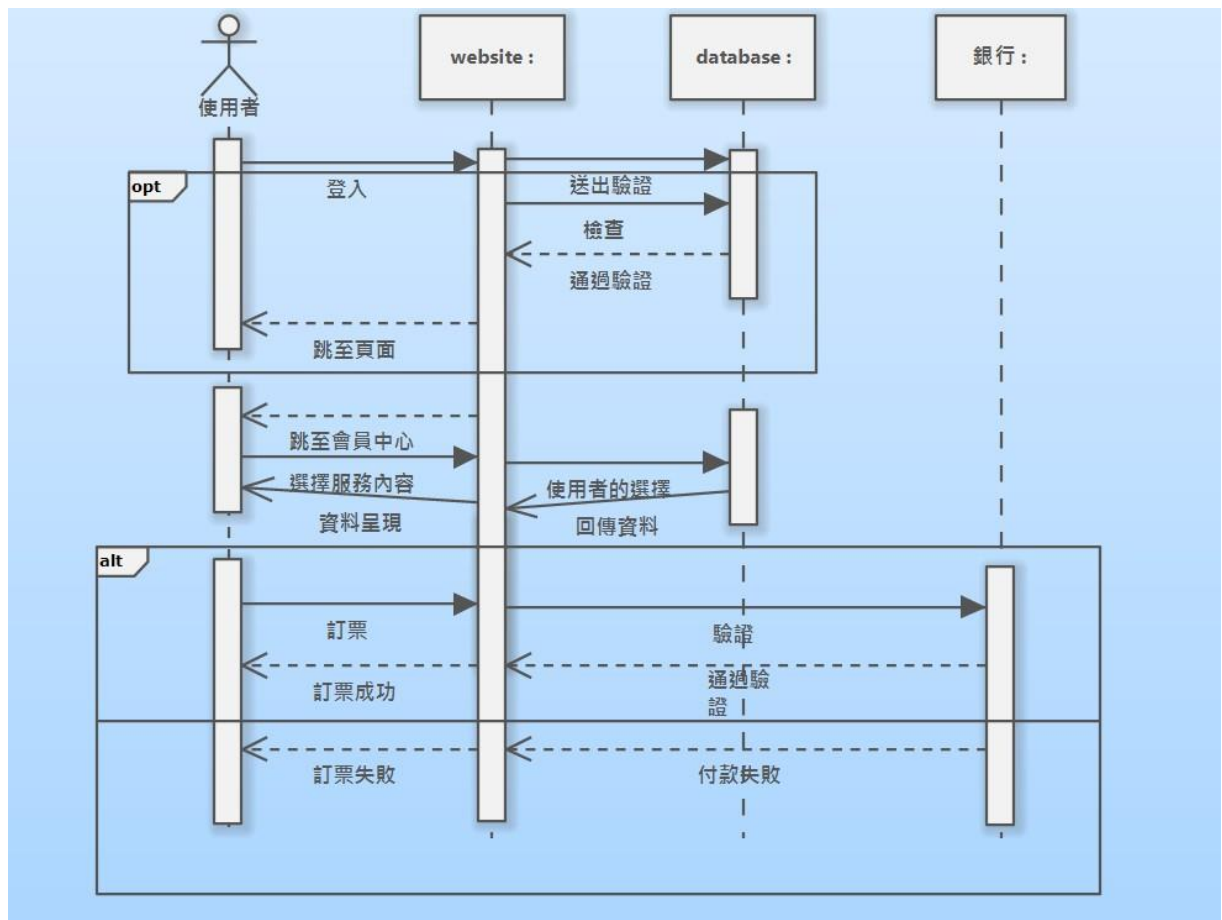 website :
database :
銀行 :
使用者
opt
登入
送出驗證
檢查
通過驗證
跳至頁面
跳至會員中心
選擇服務內容
使用者的選擇
資料呈現
回傳資料
alt
訂票
驗證
訂票成功
通過驗
證
訂票失敗
付款失敗